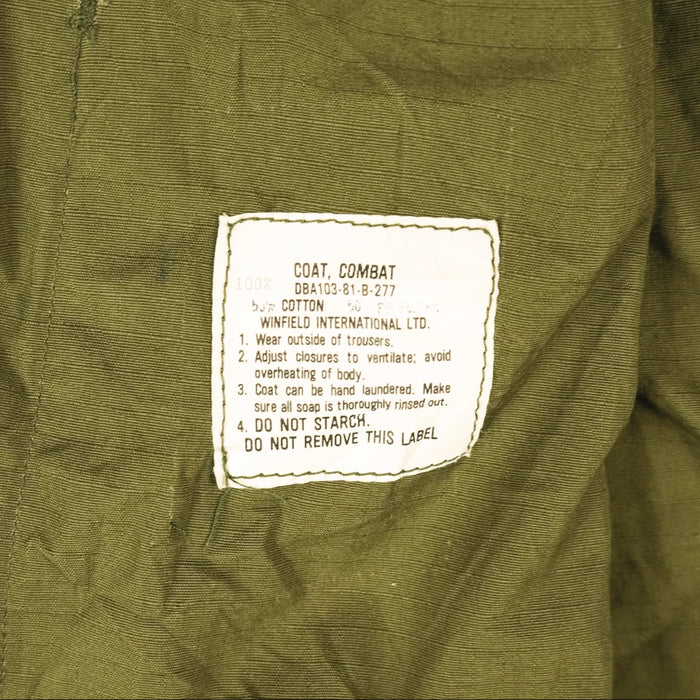 COAT, COMBAT
100% DBA103-81-B-277
50% COTTON 50%
WINFIELD INTERNATIONAL LTD.
1. Wear outside of trousers.
2. Adjust closures to ventilate; avoid
overheating of body.
3. Coat can be hand laundered. Make
sure all soap is thoroughly rinsed out.
4. DO NOT STARCH.
DO NOT REMOVE THIS LABEL